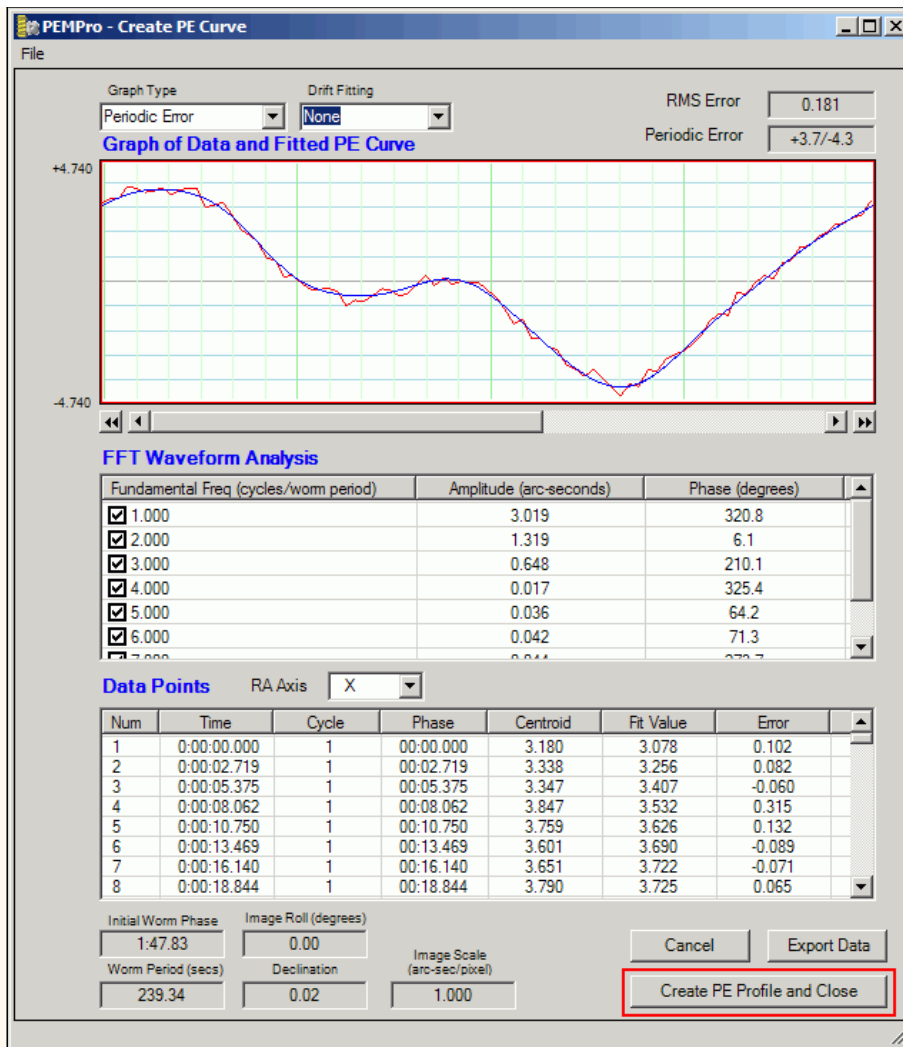 PEMPro - Create PE Curve
File
Graph Type
Drift Fitting
Periodic Error
None
RMS Error
0.181
Periodic Error
+3.7/-4.3
Graph of Data and Fitted PE Curve
+4.740
-4.740
FFT Waveform Analysis
Fundamental Freq (cycles/worm period) Amplitude (arc-seconds) Phase (degrees)
1.000 3.019 320.8
2.000 1.319 6.1
3.000 0.648 210.1
4.000 0.017 325.4
5.000 0.036 64.2
6.000 0.042 71.3
Data Points
RA Axis X
Num Time Cycle Phase Centroid Fit Value Error
1 0:00:00.000 1 00:00.000 3.180 3.078 0.102
2 0:00:02.719 1 00:02.719 3.338 3.256 0.082
3 0:00:05.375 1 00:05.375 3.347 3.407 -0.060
4 0:00:08.062 1 00:08.062 3.847 3.532 0.315
5 0:00:10.750 1 00:10.750 3.759 3.626 0.132
6 0:00:13.469 1 00:13.469 3.601 3.690 -0.089
7 0:00:16.140 1 00:16.140 3.651 3.722 -0.071
8 0:00:18.844 1 00:18.844 3.790 3.725 0.065
Initial Worm Phase
1:47.83
Image Roll (degrees)
0.00
Worm Period (secs)
239.34
Declination
0.02
Image Scale
(arc-sec/pixel)
1.000
Cancel
Export Data
Create PE Profile and Close